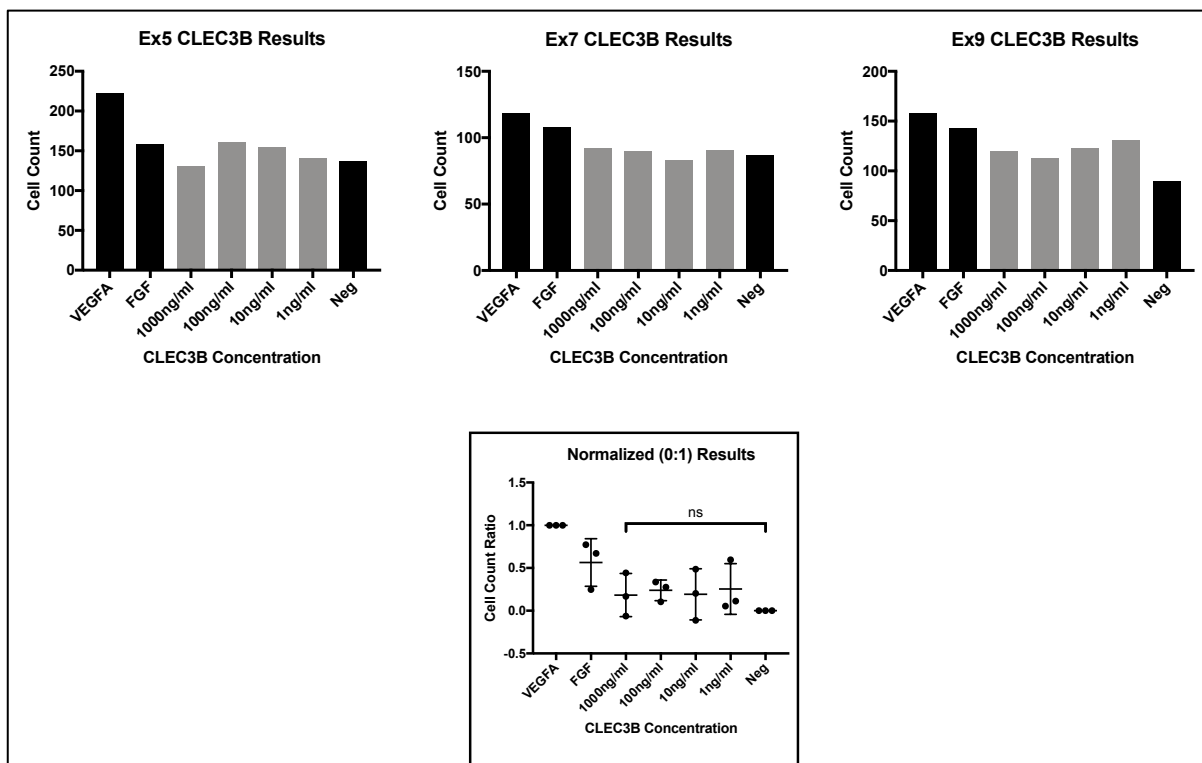 Ex5 CLEC3B Results
250
200
150
100
50
0
Cell Count
VEGFA
FGF
1000ng/ml
100ng/ml
10ng/ml
1ng/ml
Neg
CLEC3B Concentration
Ex7 CLEC3B Results
150
100
50
0
Cell Count
VEGFA
FGF
1000ng/ml
100ng/ml
10ng/ml
1ng/ml
Neg
CLEC3B Concentration
Ex9 CLEC3B Results
200
150
100
50
0
Cell Count
VEGFA
FGF
1000ng/ml
100ng/ml
10ng/ml
1ng/ml
Neg
CLEC3B Concentration
Normalized (0:1) Results
1.5
1.0
0.5
0.0
-0.5
Cell Count Ratio
ns
VEGFA
FGF
1000ng/ml
100ng/ml
10ng/ml
1ng/ml
Neg
CLEC3B Concentration